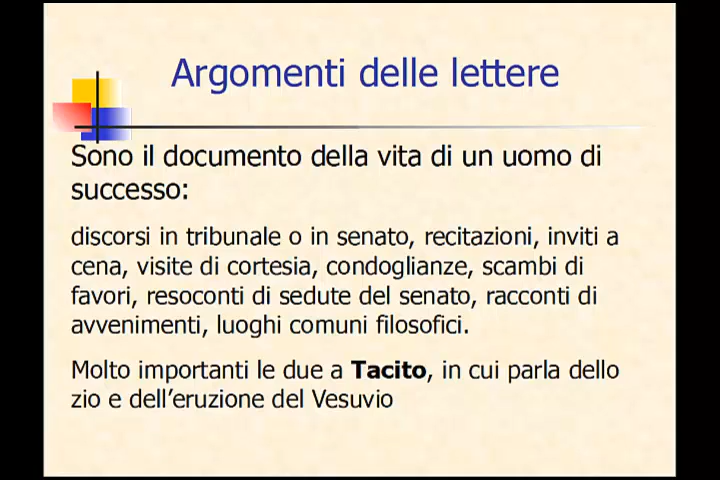 Argomenti delle lettere
Sono il documento della vita di un uomo di
successo:
discorsi in tribunale o in senato, recitazioni, inviti a
cena, visite di cortesia, condoglianze, scambi di
favori, resoconti di sedute del senato, racconti di
avvenimenti, luoghi comuni filosofici.
Molto importanti le due a Tacito, in cui parla dello
zio e dell’eruzione del Vesuvio